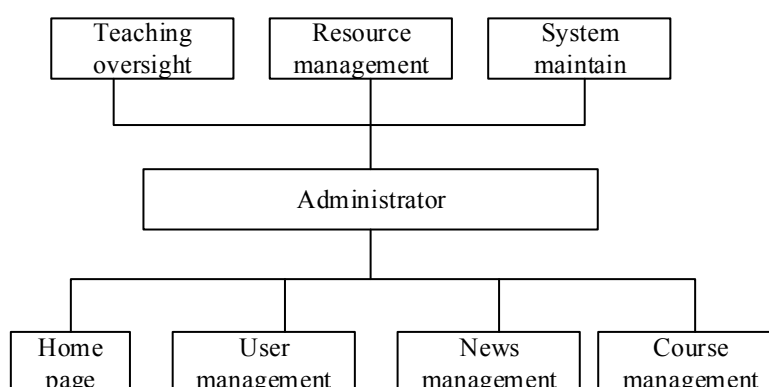 Teaching
oversight
Resource
management
System
maintain
Administrator
Home
page
User
management
News
management
Course
management